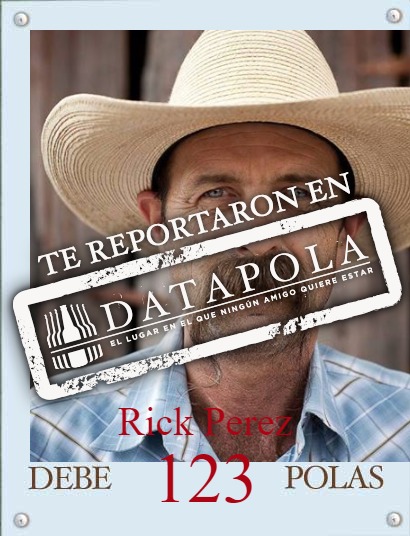 TE REPORTARON EN
DATAPOLA
EL LUGAR EN EL QUE NINGÚN AMIGO QUIERE ESTAR
Rick Perez
DEBE 123 POLAS